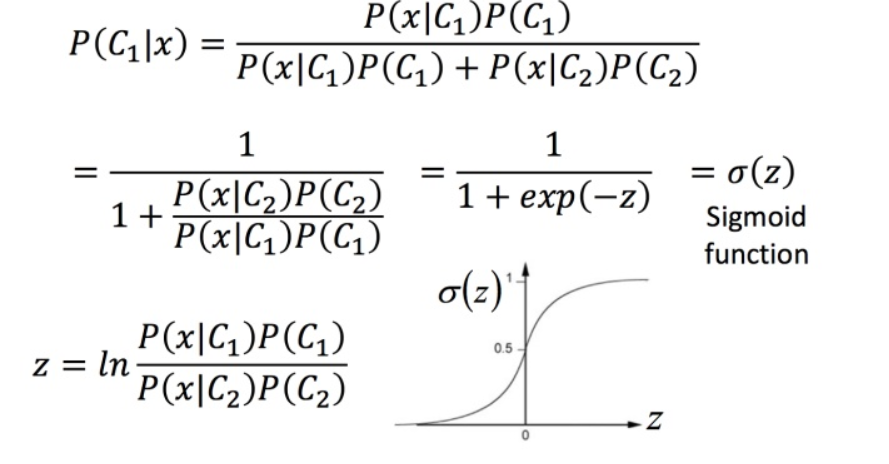 P(C₁|x) = P(x|C₁)P(C₁) / P(x|C₁)P(C₁) + P(x|C₂)P(C₂)
= 1 / 1 + P(x|C₂)P(C₂) / P(x|C₁)P(C₁) = 1 / 1 + exp(−z) = σ(z)
Sigmoid
function
z = ln P(x|C₁)P(C₁) / P(x|C₂)P(C₂)
σ(z)
1
0.5
0
z